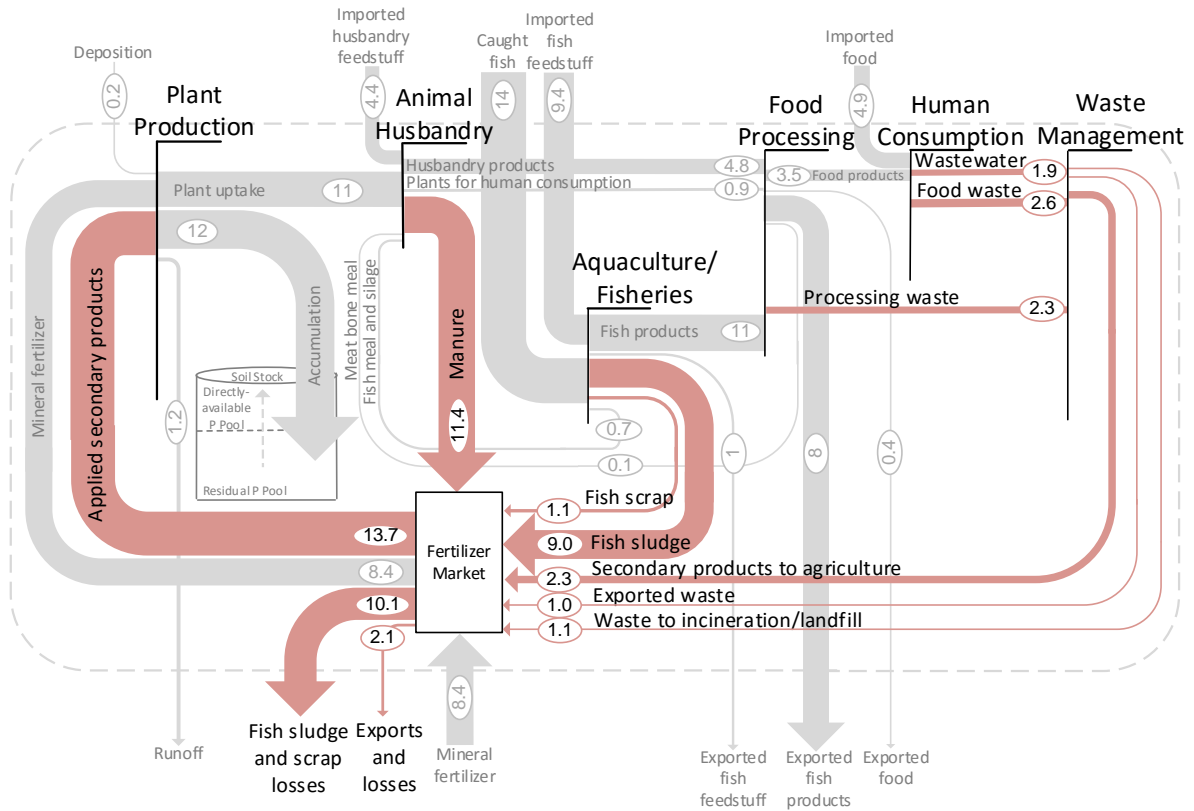 Deposition
0.2
Imported
husbandry
feedstuff
4.4
Caught
fish
14
Imported
fish
feedstuff
9.4
Imported
food
4.9
Plant
Production
Animal
Husbandry
Food
Processing
Human
Consumption
Waste
Management
Husbandry products
4.8
Plants for human consumption
0.9
3.5
Food products
Wastewater
1.9
Food waste
2.6
Plant uptake
11
12
Aquaculture/
Fisheries
Processing waste
2.3
Fish products
11
Mineral fertilizer
Applied secondary products
Accumulation
Meat bone meal
Fish meal and silage
Manure
11.4
Soil Stock
Directly-
available
P Pool
Residual P Pool
1.2
0.7
0.1
1
8
0.4
Fish scrap
1.1
Fish sludge
9.0
Secondary products to agriculture
2.3
Exported waste
1.0
Waste to incineration/landfill
1.1
Fertilizer
Market
13.7
8.4
10.1
2.1
8.4
Runoff
Fish sludge
and scrap
losses
Exports
and
losses
Mineral
fertilizer
Exported
fish
feedstuff
Exported
fish
products
Exported
food